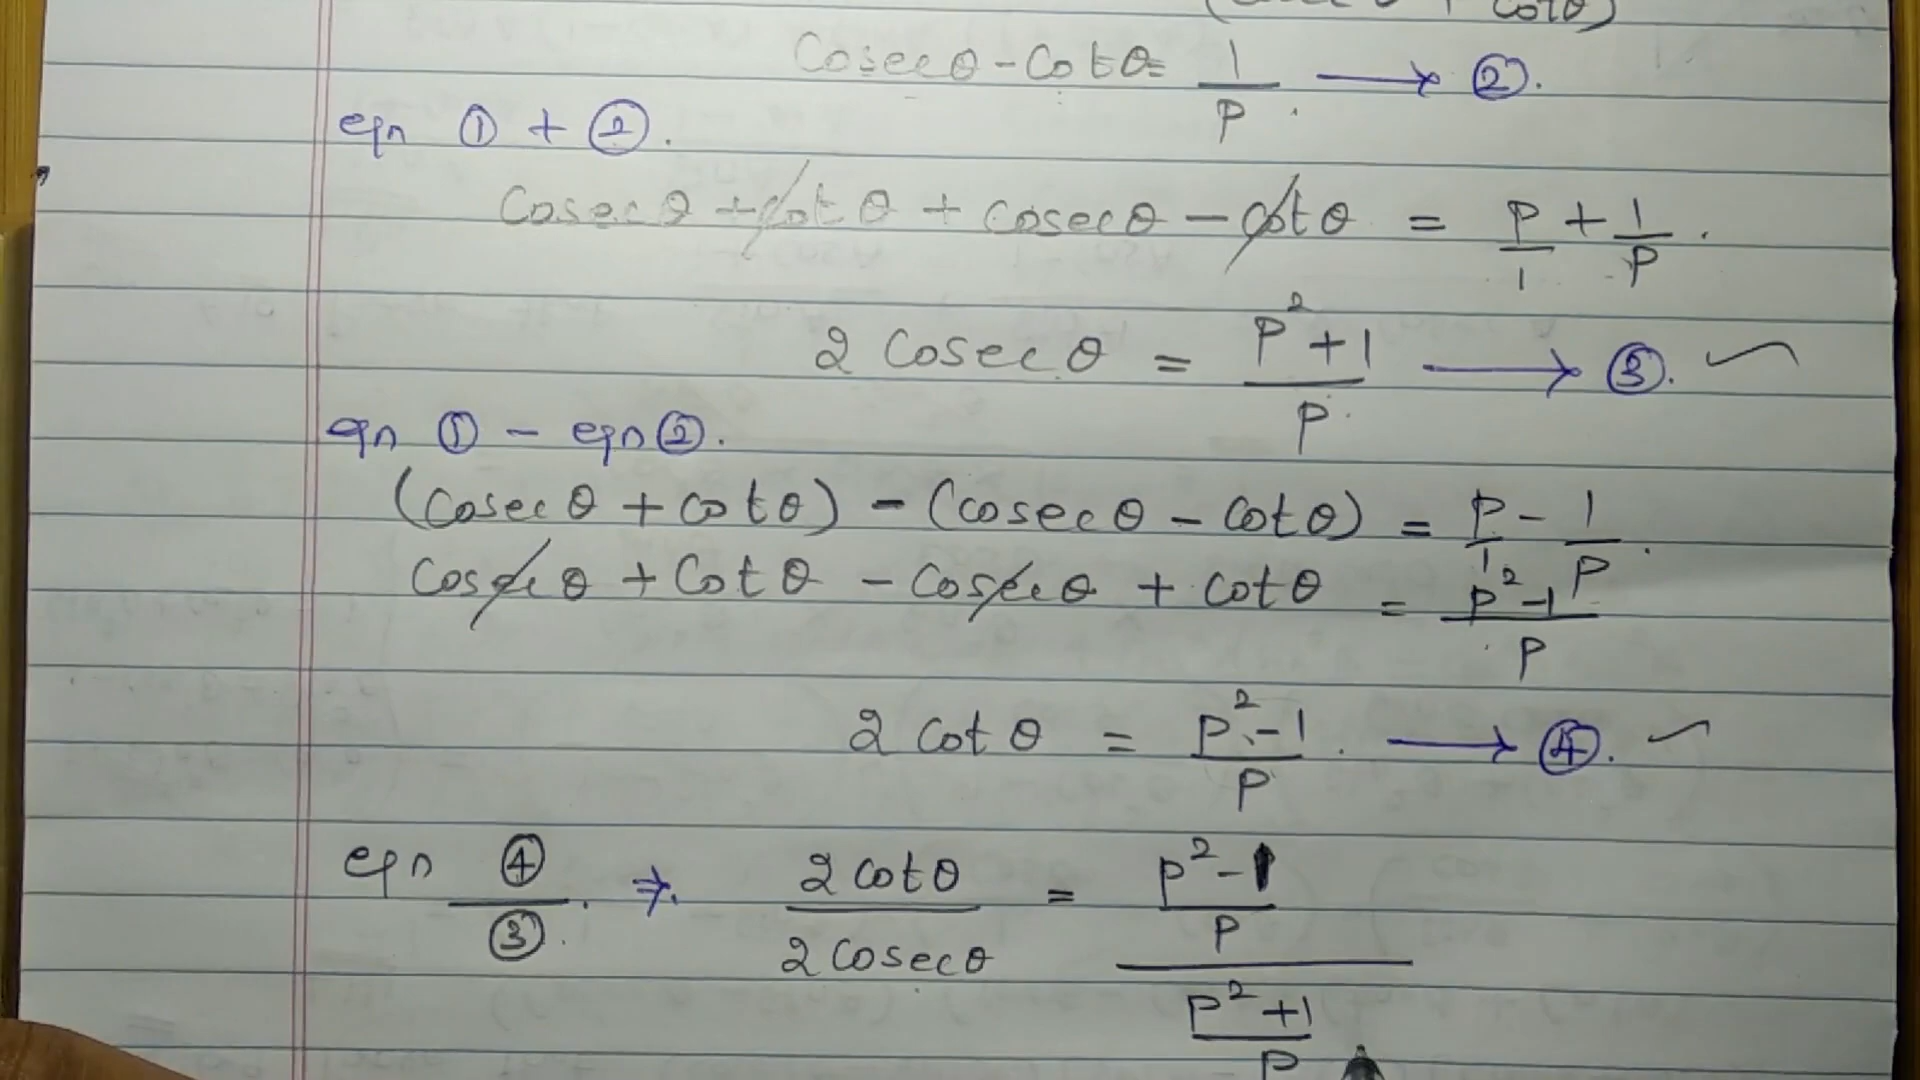 cotθ)
Cosecθ - Cotθ = 1/P → ②.
eqn ① + ②.
Cosecθ + Cotθ + Cosecθ - Cotθ = P/1 + 1/P.
2 Cosecθ = (P² + 1)/P → ③.
eqn ① - eqn ②.
(Cosecθ + cotθ) - (cosecθ - Cotθ) = P/1 - 1/P.
Cosecθ + Cotθ - Cosecθ + cotθ = (P² - 1)/P
2 Cotθ = (P² - 1)/P. → ④.
eqn ④/③. ⇒. 2cotθ/2Cosecθ = ((P² - 1)/P)/((P² + 1)/P)